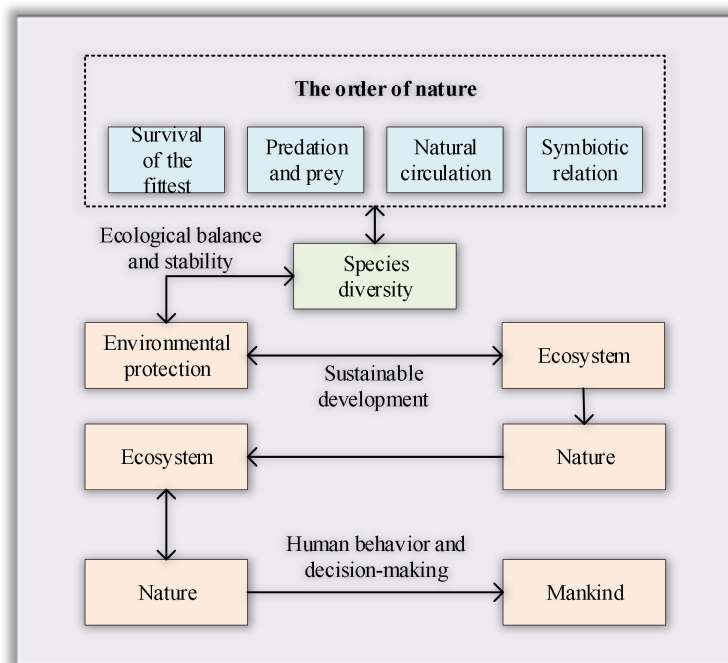 The order of nature
Survival
of the
fittest
Predation
and prey
Natural
circulation
Symbiotic
relation
Ecological balance
and stability
Species
diversity
Environmental
protection
Sustainable
development
Ecosystem
Ecosystem
Nature
Nature
Human behavior and
decision-making
Mankind